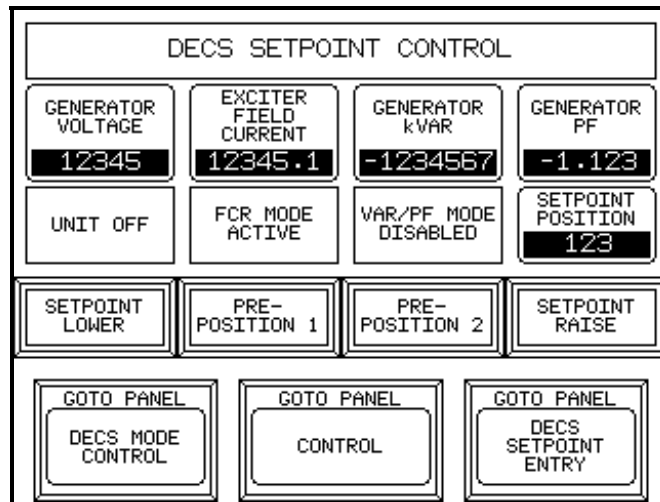 DECS SETPOINT CONTROL
GENERATOR
VOLTAGE
12345
EXCITER
FIELD
CURRENT
12345.1
GENERATOR
kVAR
-1234567
GENERATOR
PF
-1.123
UNIT OFF
FCR MODE
ACTIVE
VAR/PF MODE
DISABLED
SETPOINT
POSITION
123
SETPOINT
LOWER
PRE-
POSITION 1
PRE-
POSITION 2
SETPOINT
RAISE
GOTO PANEL
DECS MODE
CONTROL
GOTO PANEL
CONTROL
GOTO PANEL
DECS
SETPOINT
ENTRY